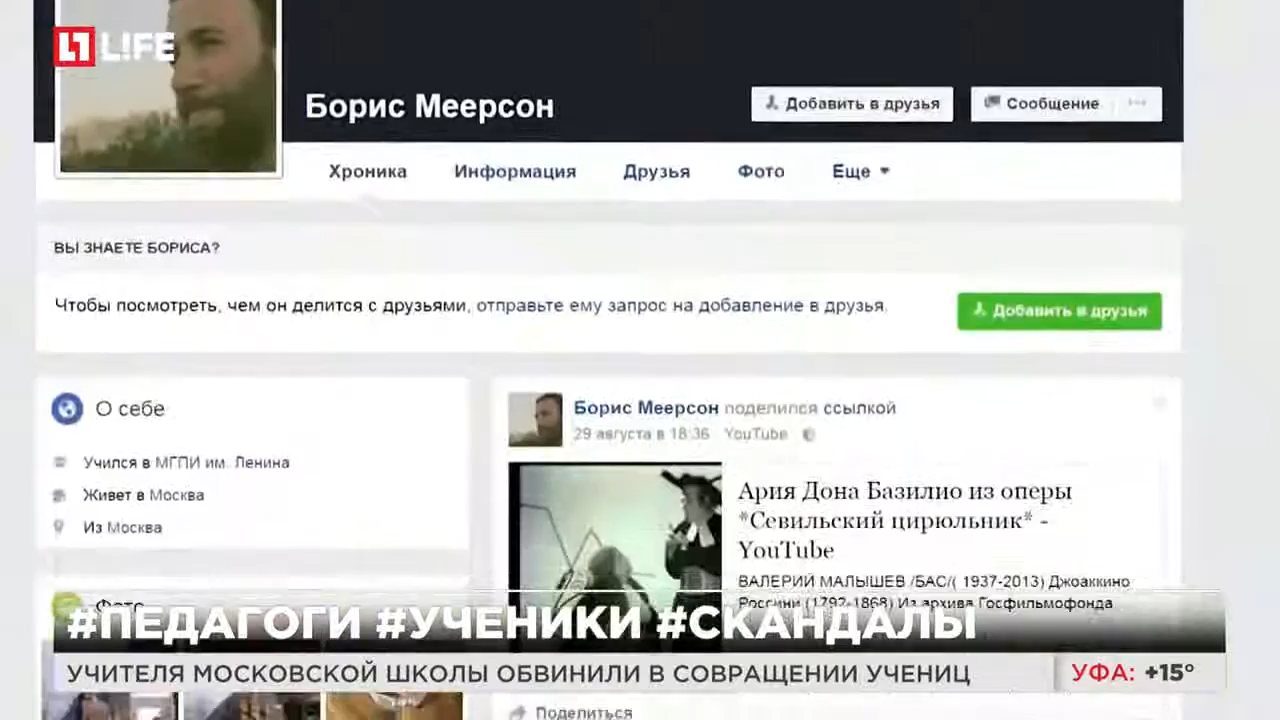 LIFE
Борис Меерсон
Добавить в друзья
Сообщение
Хроника Информация Друзья Фото Еще
ВЫ ЗНАЕТЕ БОРИСА?
Чтобы посмотреть, чем он делится с друзьями, отправьте ему запрос на добавление в друзья.
Добавить в друзья
О себе
Учился в МГПИ им. Ленина
Живет в Москва
Из Москва
Фото
Борис Меерсон поделился ссылкой
29 августа в 18:36 YouTube
Ария Дона Базилио из оперы
*Севильский цирюльник* -
YouTube
ВАЛЕРИЙ МАЛЫШЕВ /БАС/( 1937-2013) Джоаккино
Россини (1792-1868) Из архива Госфильмофонда
Поделиться
#ПЕДАГОГИ #УЧЕНИКИ #СКАНДАЛЫ
УЧИТЕЛЯ МОСКОВСКОЙ ШКОЛЫ ОБВИНИЛИ В СОВРАЩЕНИИ УЧЕНИЦ
УФА: +15°